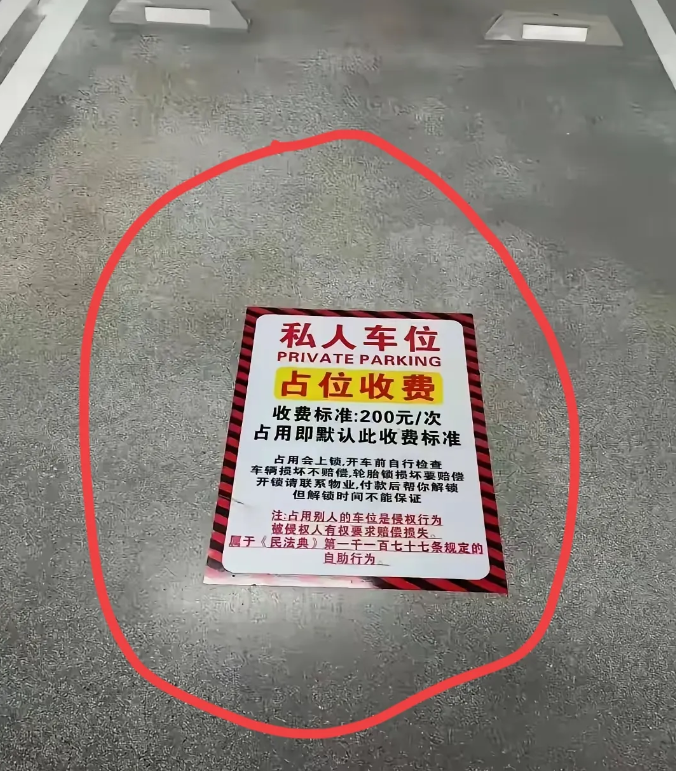 私人车位
PRIVATE PARKING
占位收费
收费标准:200元/次
占用即默认此收费标准
占用会上锁,开车前自行检查
车辆损坏不赔偿,轮胎锁损坏要赔偿
开锁请联系物业,付款后帮你解锁
但解锁时间不能保证
注:占用别人的车位是侵权行为
被侵权人有权要求赔偿损失。
属于《民法典》第一千一百七十七条规定的
自助行为。